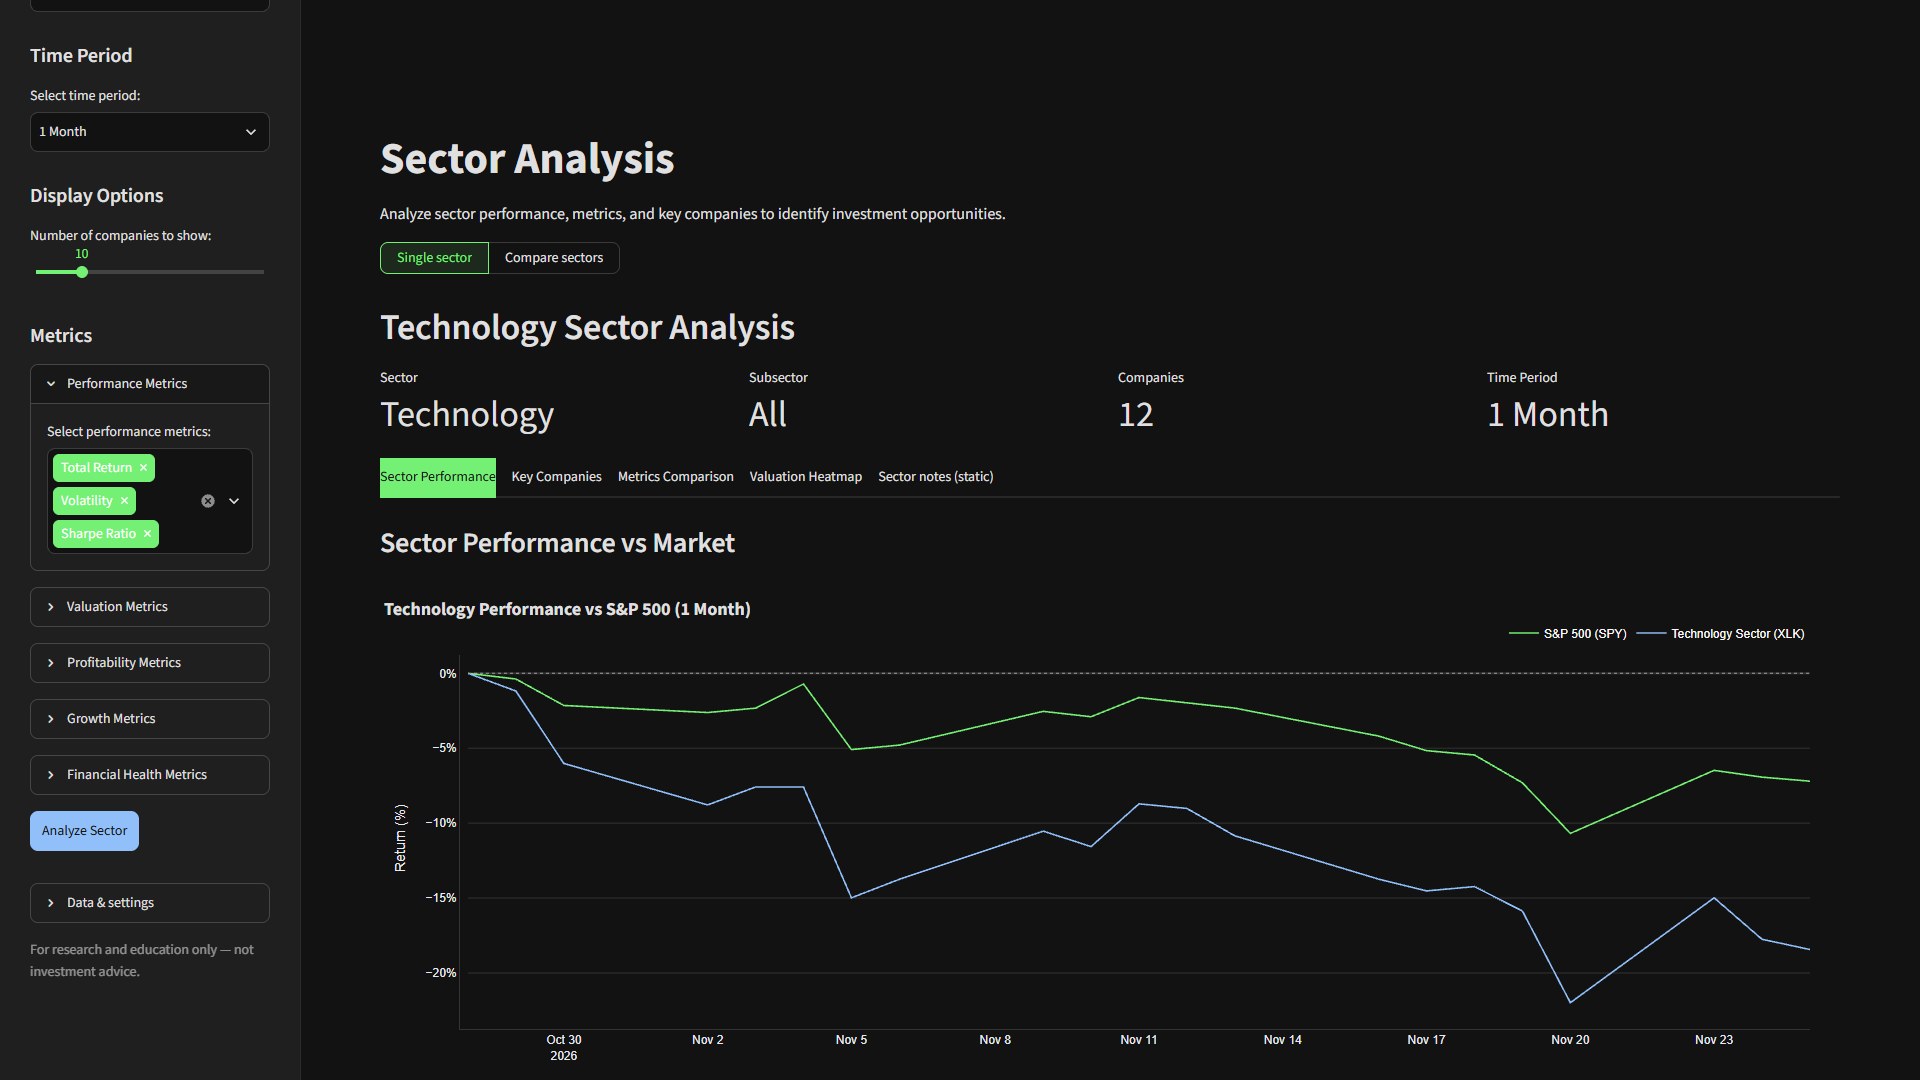 Time Period
Select time period:
1 Month
Display Options
Number of companies to show:
10
Metrics
Performance Metrics
Select performance metrics:
Total Return
Volatility
Sharpe Ratio
Valuation Metrics
Profitability Metrics
Growth Metrics
Financial Health Metrics
Analyze Sector
Data & settings
For research and education only — not
investment advice.
Sector Analysis
Analyze sector performance, metrics, and key companies to identify investment opportunities.
Single sector Compare sectors
Technology Sector Analysis
Sector Subsector Companies Time Period
Technology All 12 1 Month
Sector Performance Key Companies Metrics Comparison Valuation Heatmap Sector notes (static)
Sector Performance vs Market
Technology Performance vs S&P 500 (1 Month)
S&P 500 (SPY) Technology Sector (XLK)
0%
−5%
−10%
−15%
−20%
Return (%)
Oct 30 Nov 2 Nov 5 Nov 8 Nov 11 Nov 14 Nov 17 Nov 20 Nov 23
2026